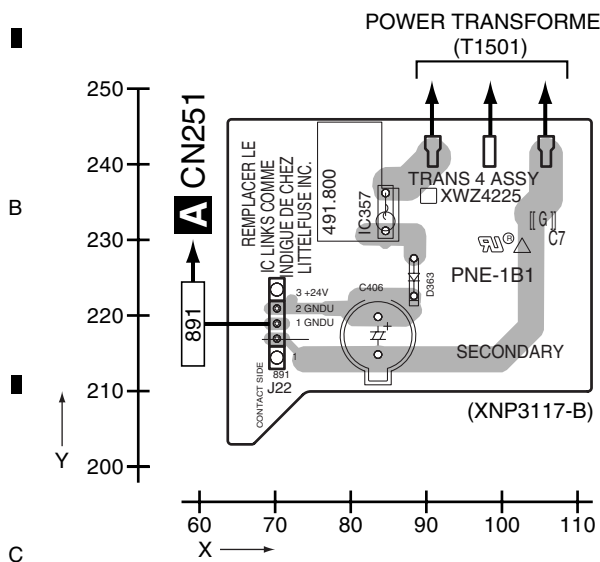 POWER TRANSFORME
(T1501)
250
240
230
220
210
200
Y
B
C
A CN251
891
REMPLACER LE
IC LINKS COMME
INDIGUE DE CHEZ
LITTELFUSE INC.
491.800
IC357
TRANS 4 ASSY
XWZ4225
G
C7
PNE-1B1
D363
C406
+
3 +24V
2 GNDU
1 GNDU
1
891
J22
CONTACT SIDE
SECONDARY
(XNP3117-B)
60 70 80 90 100 110
X